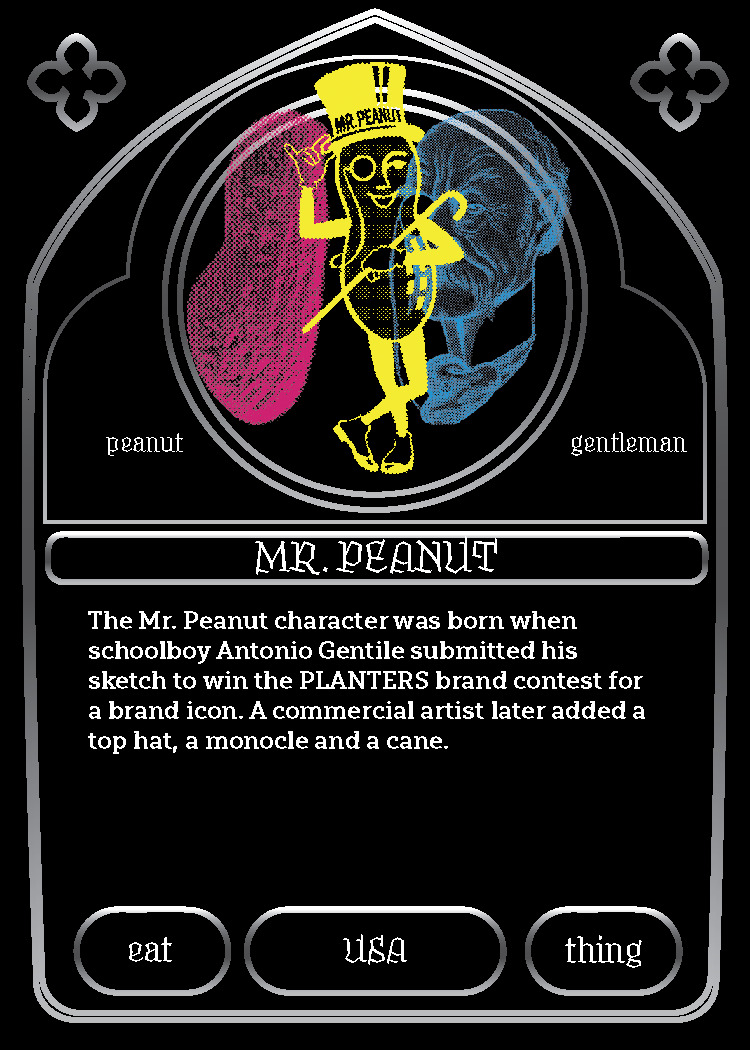 MR. PEANUT
peanut
gentleman
MR. PEANUT
The Mr. Peanut character was born when
schoolboy Antonio Gentile submitted his
sketch to win the PLANTERS brand contest for
a brand icon. A commercial artist later added a
top hat, a monocle and a cane.
eat
USA
thing